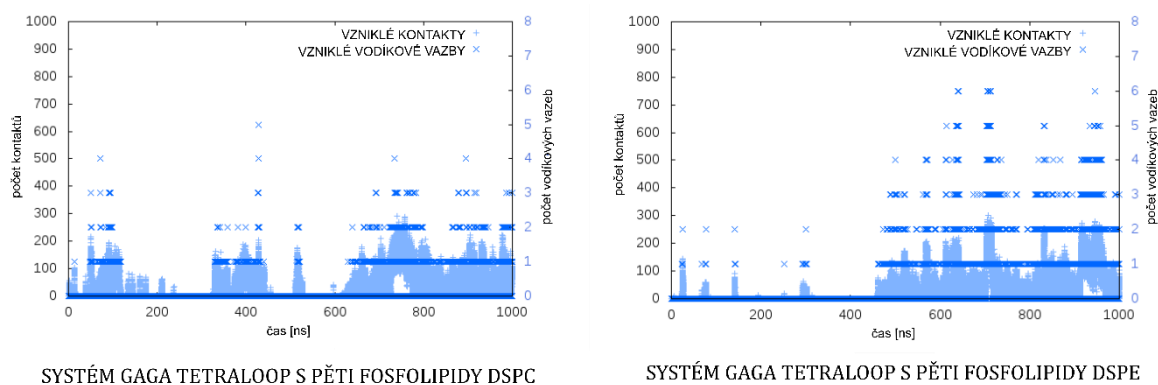 VZNIKLÉ KONTAKTY
VZNIKLÉ VODÍKOVÉ VAZBY
1000
900
800
700
600
500
400
300
200
100
0
8
7
6
5
4
3
2
1
0
počet kontaktů
počet vodíkových vazeb
0 200 400 600 800 1000
čas [ns]
SYSTÉM GAGA TETRALOOP S PĚTI FOSFOLIPIDY DSPC
VZNIKLÉ KONTAKTY
VZNIKLÉ VODÍKOVÉ VAZBY
1000
900
800
700
600
500
400
300
200
100
0
8
7
6
5
4
3
2
1
0
počet kontaktů
počet vodíkových vazeb
0 200 400 600 800 1000
čas [ns]
SYSTÉM GAGA TETRALOOP S PĚTI FOSFOLIPIDY DSPE